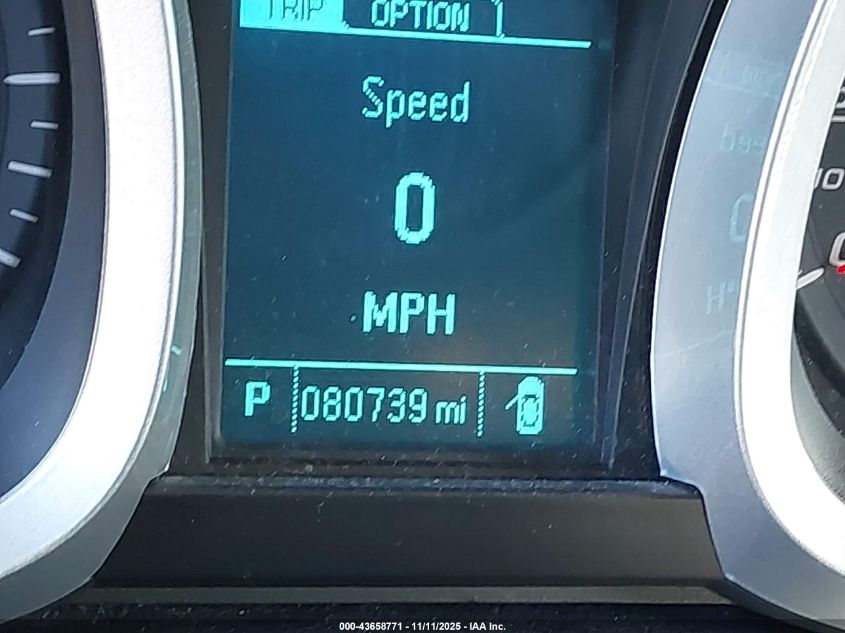 TRIP OPTION
Speed
0
MPH
P 080739 mi
000-43658771 - 11/11/2025 - IAA Inc.